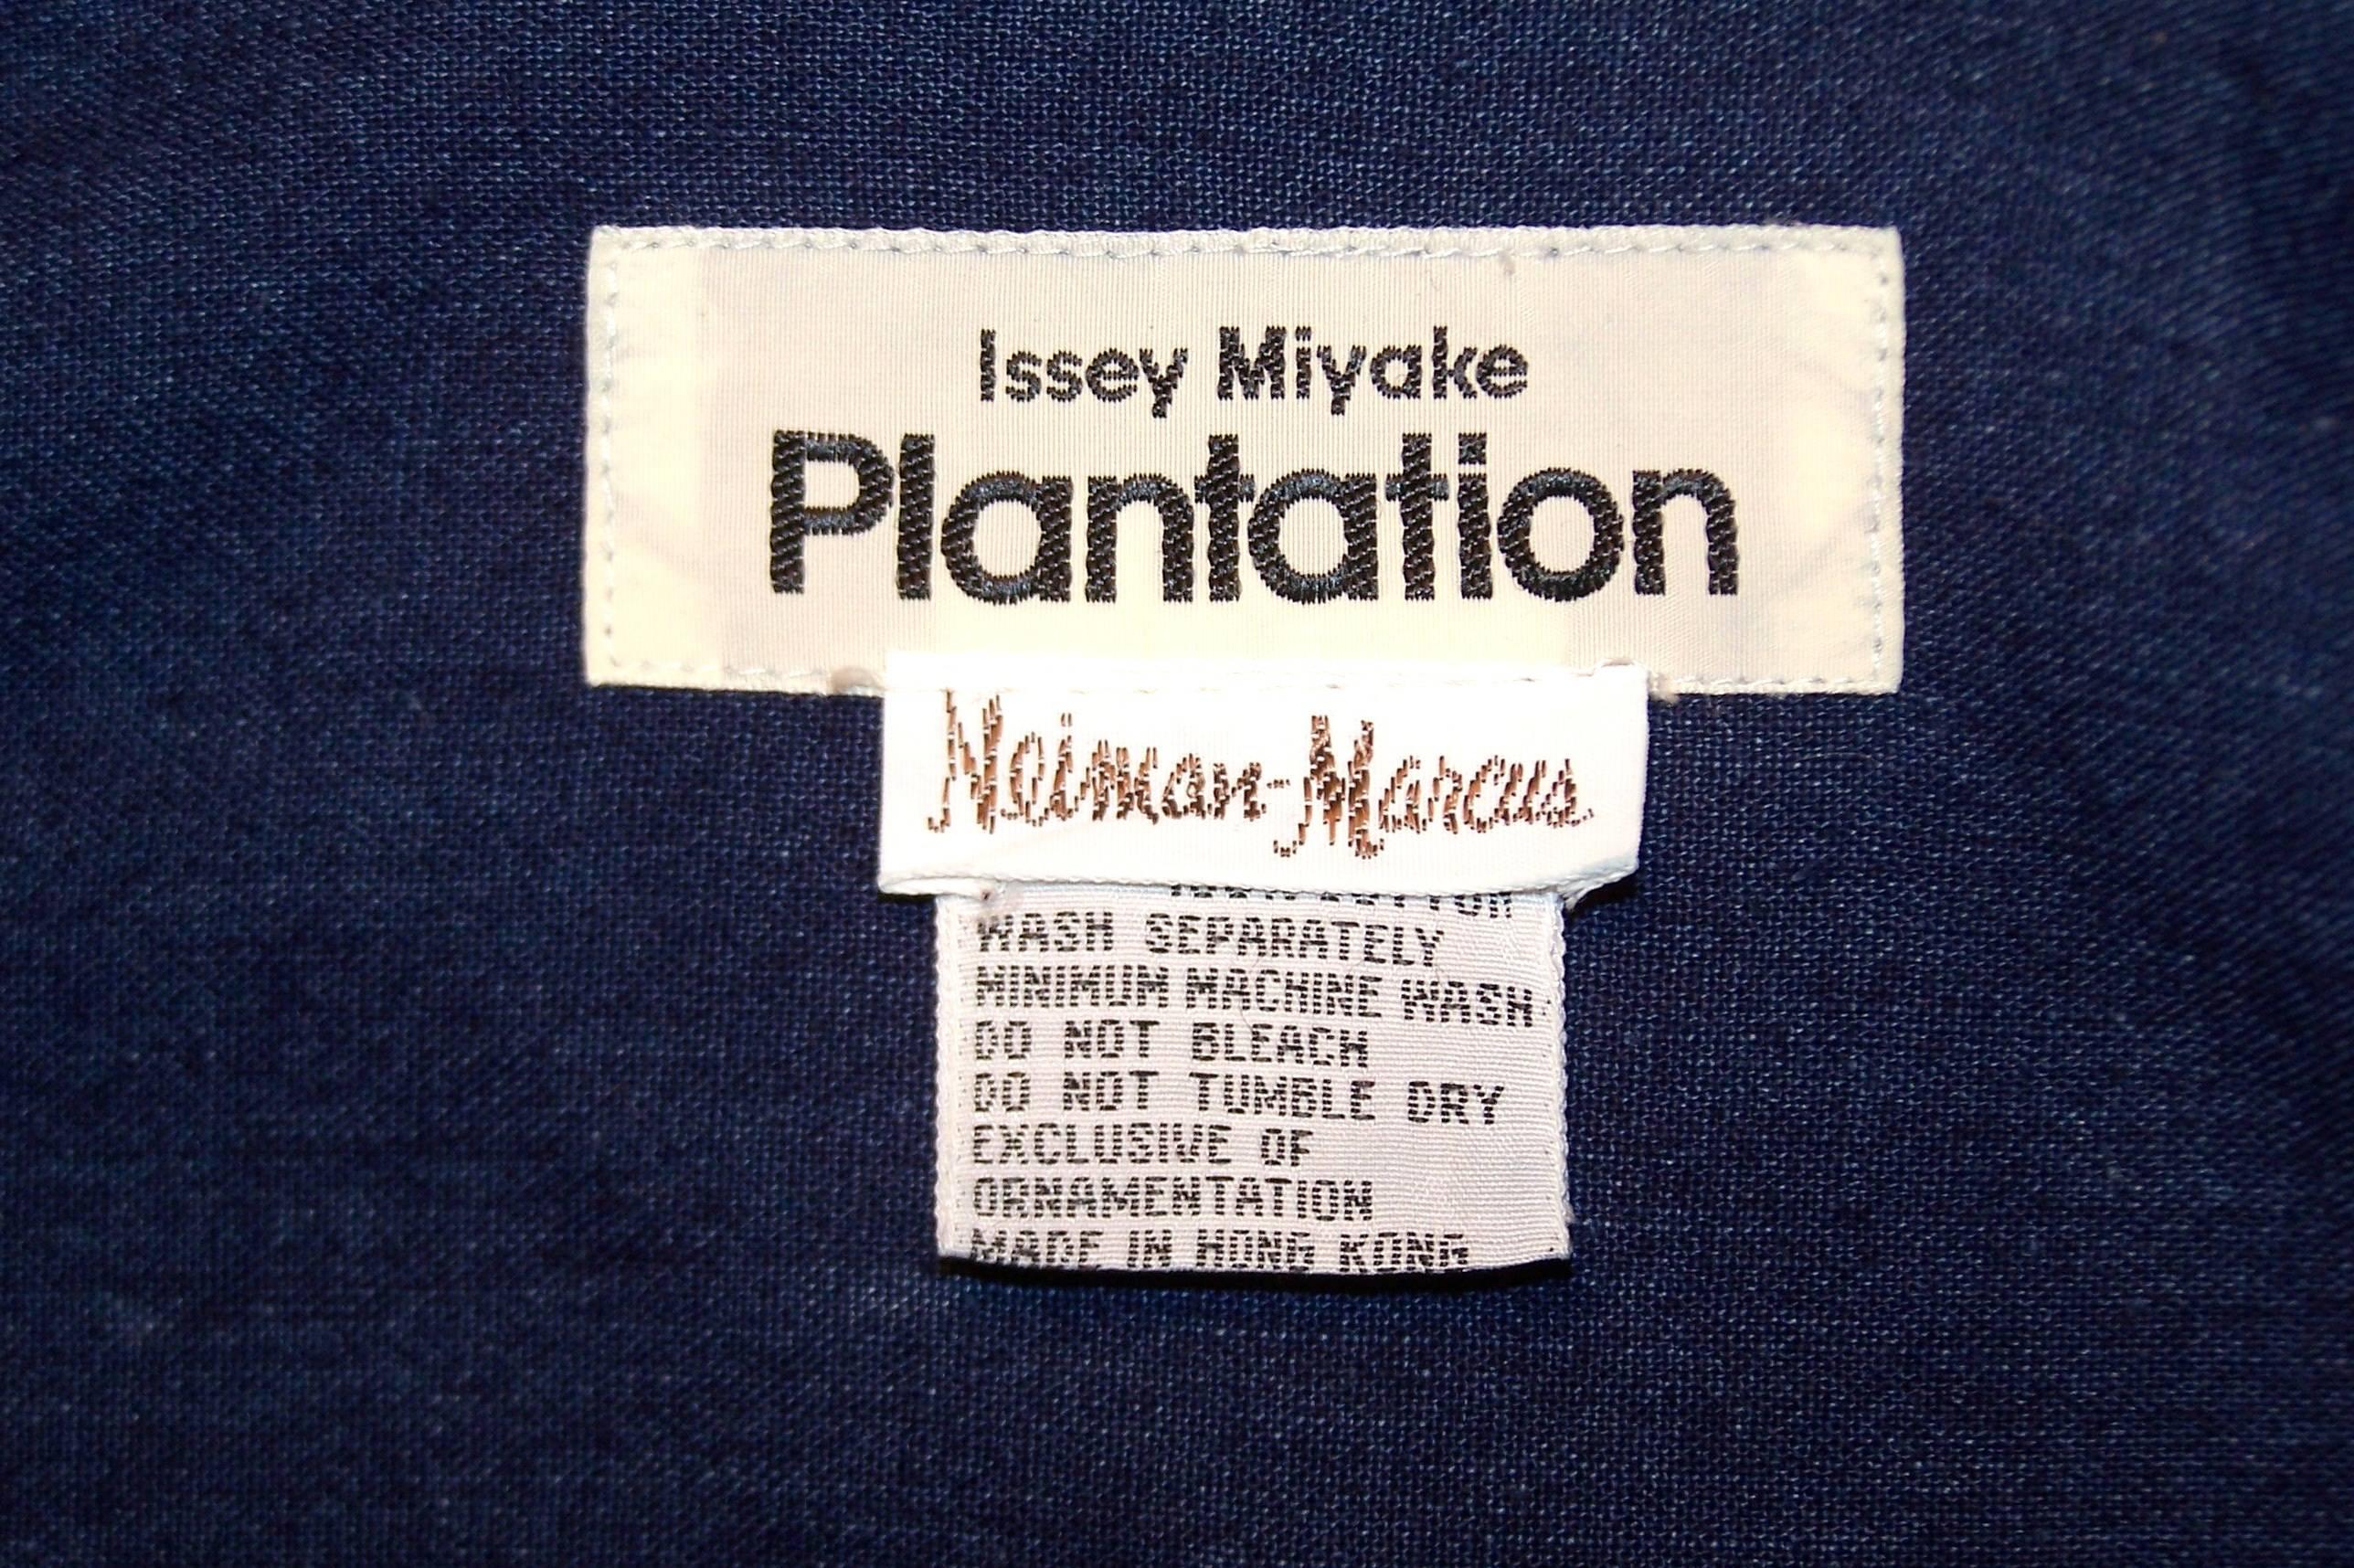 Issey Miyake
Plantation
Neiman-Marcus
WASH SEPARATELY
MINIMUM MACHINE WASH
DO NOT BLEACH
DO NOT TUMBLE DRY
EXCLUSIVE OF
ORNAMENTATION
MADE IN HONG KONG